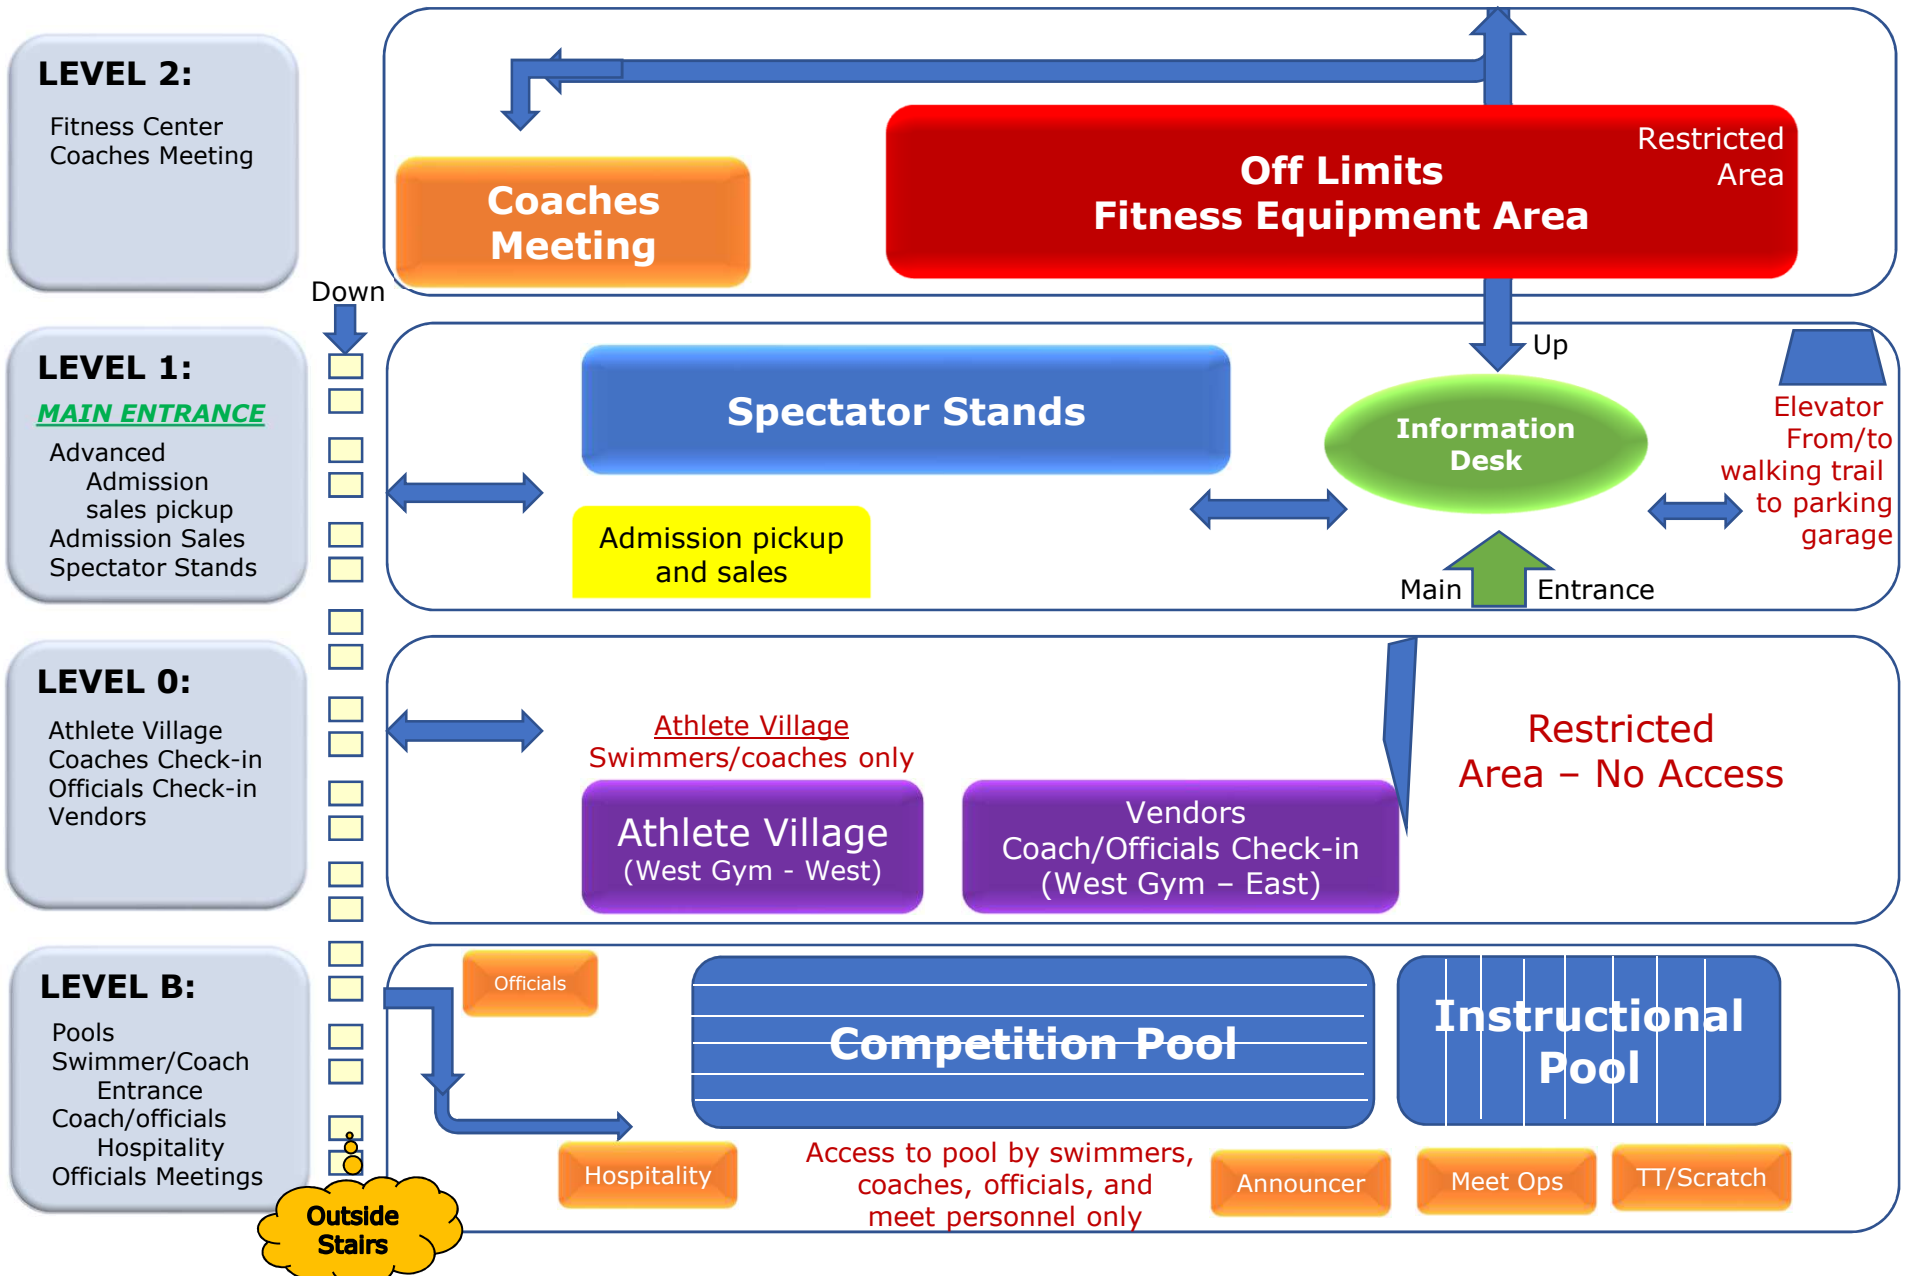 LEVEL 2:
Fitness Center
Coaches Meeting
Coaches
Meeting
Off Limits
Fitness Equipment Area
Restricted
Area
Down
LEVEL 1:
MAIN ENTRANCE
Advanced
Admission
sales pickup
Admission Sales
Spectator Stands
Spectator Stands
Admission pickup
and sales
Up
Information
Desk
Main Entrance
Elevator
From/to
walking trail
to parking
garage
LEVEL 0:
Athlete Village
Coaches Check-in
Officials Check-in
Vendors
Athlete Village
Swimmers/coaches only
Athlete Village
(West Gym - West)
Vendors
Coach/Officials Check-in
(West Gym – East)
Restricted
Area – No Access
LEVEL B:
Pools
Swimmer/Coach
Entrance
Coach/officials
Hospitality
Officials Meetings
Officials
Competition Pool
Instructional
Pool
Hospitality
Access to pool by swimmers,
coaches, officials, and
meet personnel only
Announcer
Meet Ops
TT/Scratch
Outside
Stairs